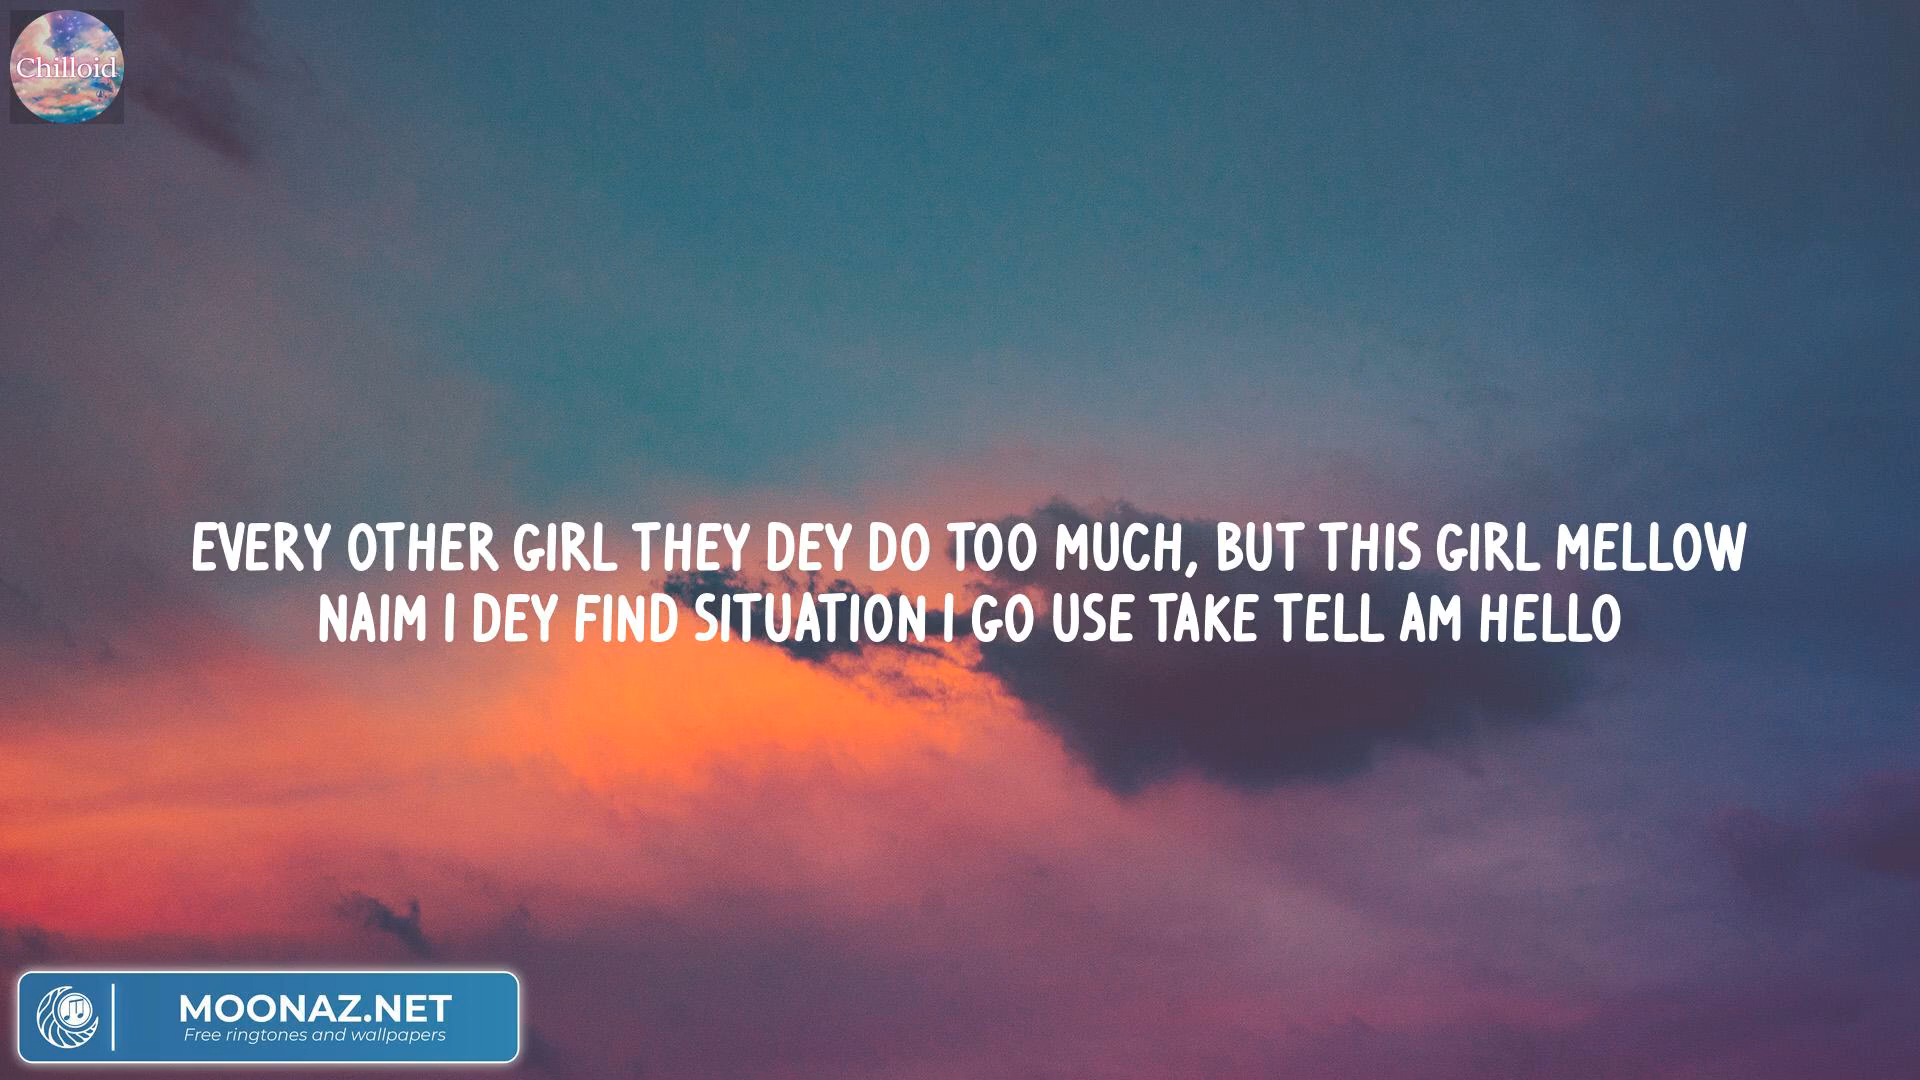 Chilloid
EVERY OTHER GIRL THEY DEY DO TOO MUCH, BUT THIS GIRL MELLOW
NAIM I DEY FIND SITUATION I GO USE TAKE TELL AM HELLO
MOONAZ.NET
Free ringtones and wallpapers